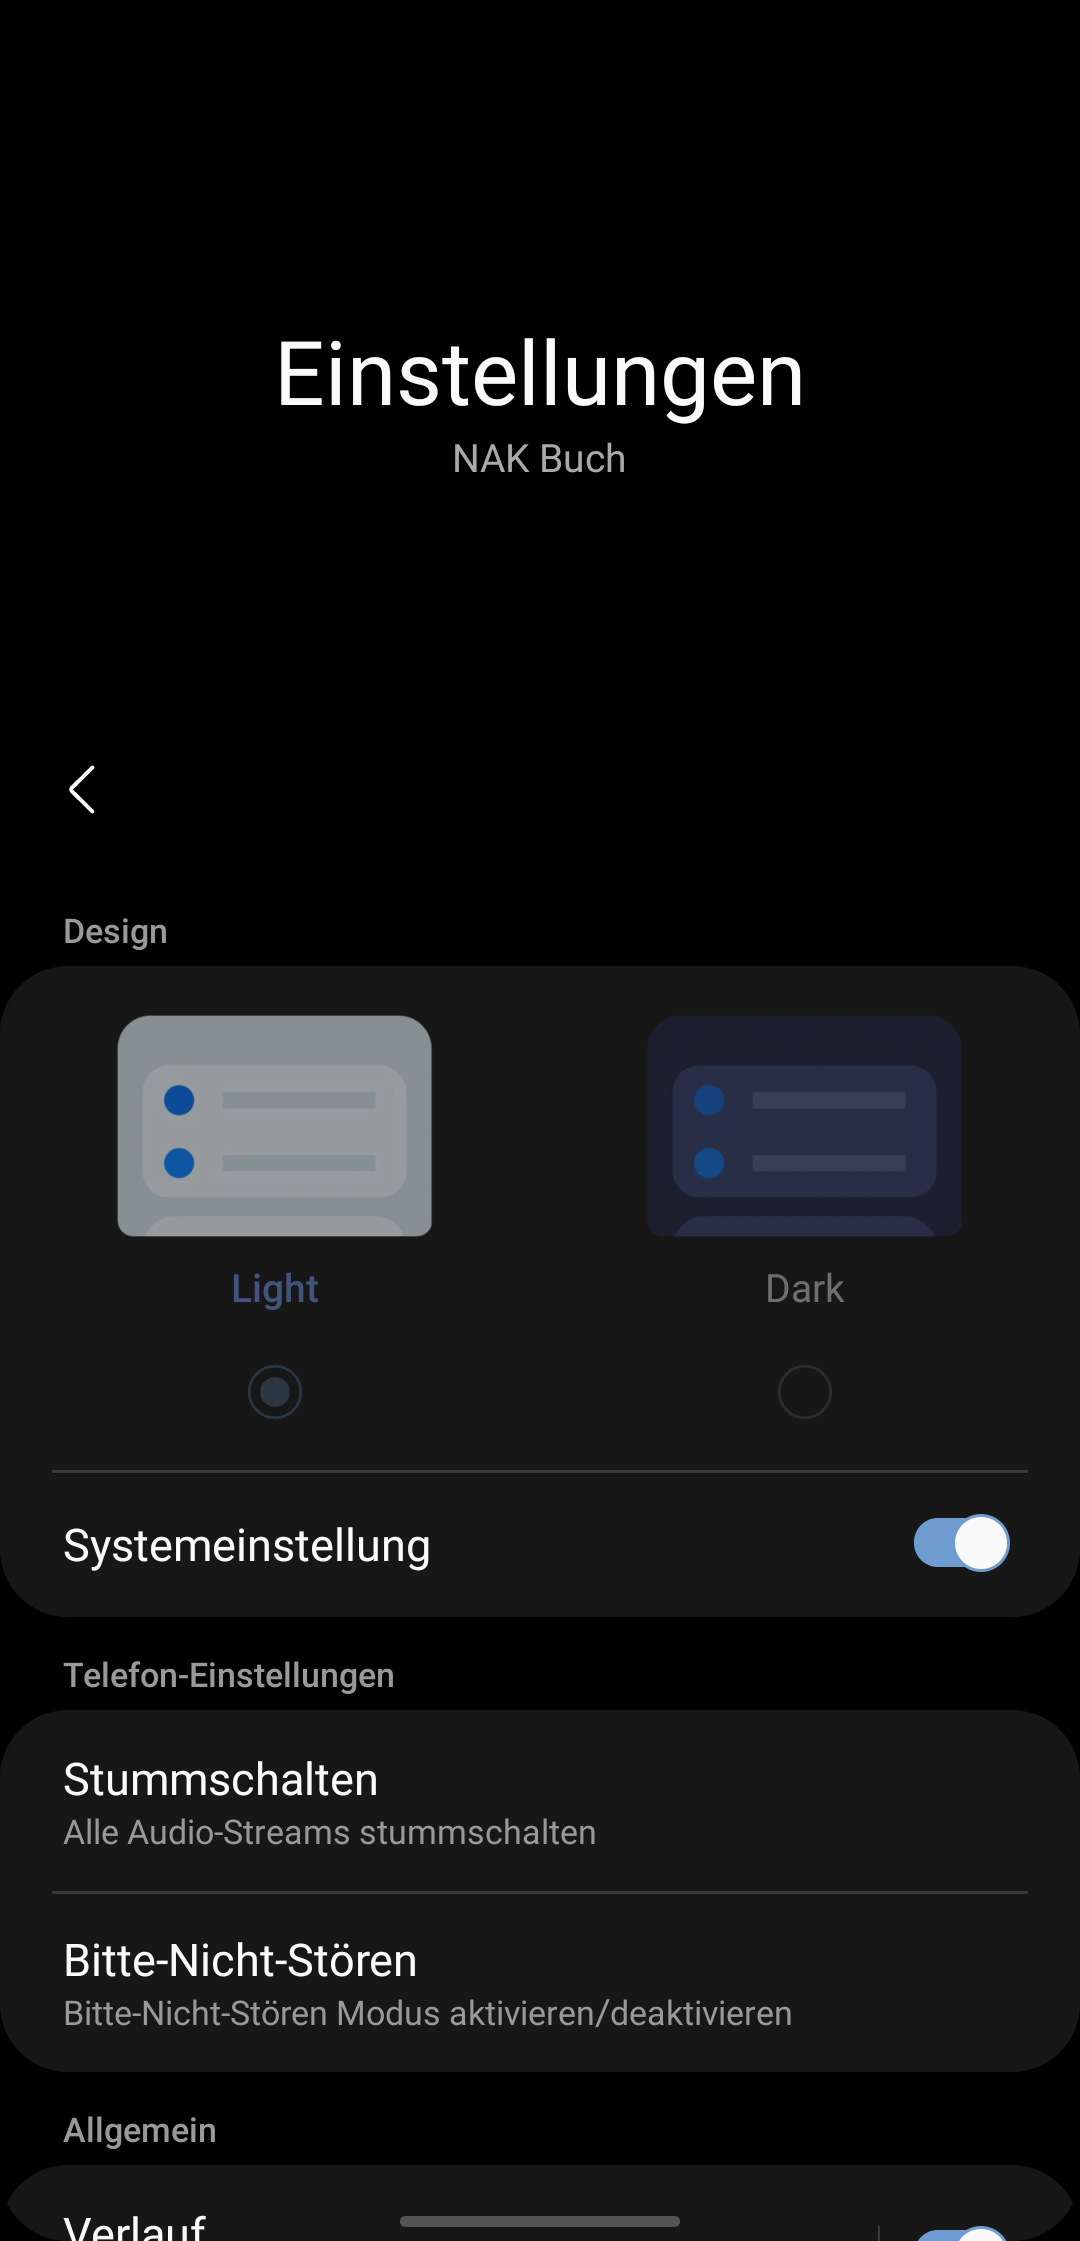 Einstellungen
NAK Buch
Design
Light
Dark
Systemeinstellung
Telefon-Einstellungen
Stummschalten
Alle Audio-Streams stummschalten
Bitte-Nicht-Stören
Bitte-Nicht-Stören Modus aktivieren/deaktivieren
Allgemein
Verlauf